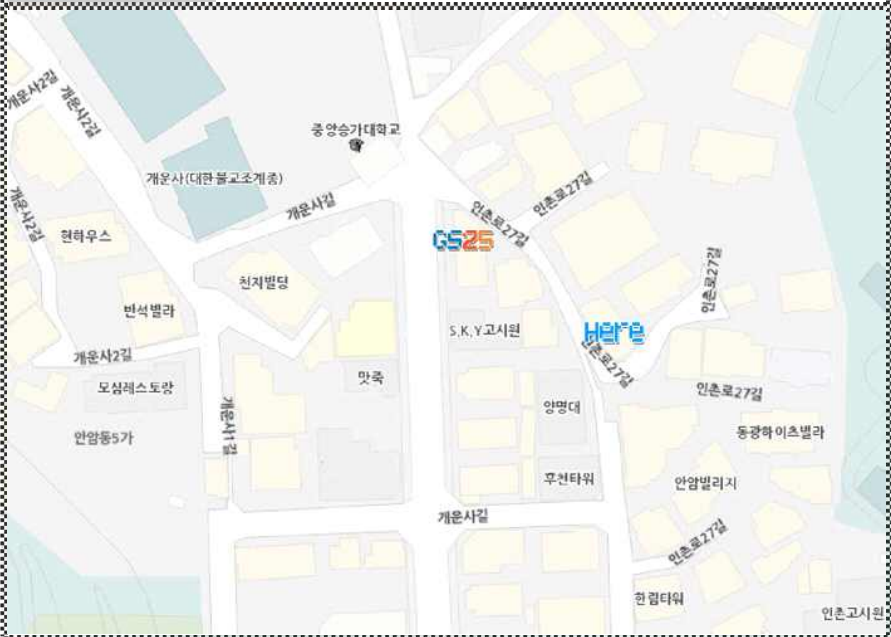 개운사2길
개운사2길
중앙승가대학교
개운사(대한불교조계종)
개운사길
인촌로27길
인촌로27길
개운사2길
현하우스
GS25
천지빌딩
인촌로27길
반석빌라
S.K.Y고시원
Here
개운사2길
인촌로27길
맛죽
모심레스토랑
인촌로27길
양명대
개운사1길
안암동5가
동광하이츠빌라
후천타워
안암빌리지
개운사길
인촌로27길
한림타워
인촌고시원